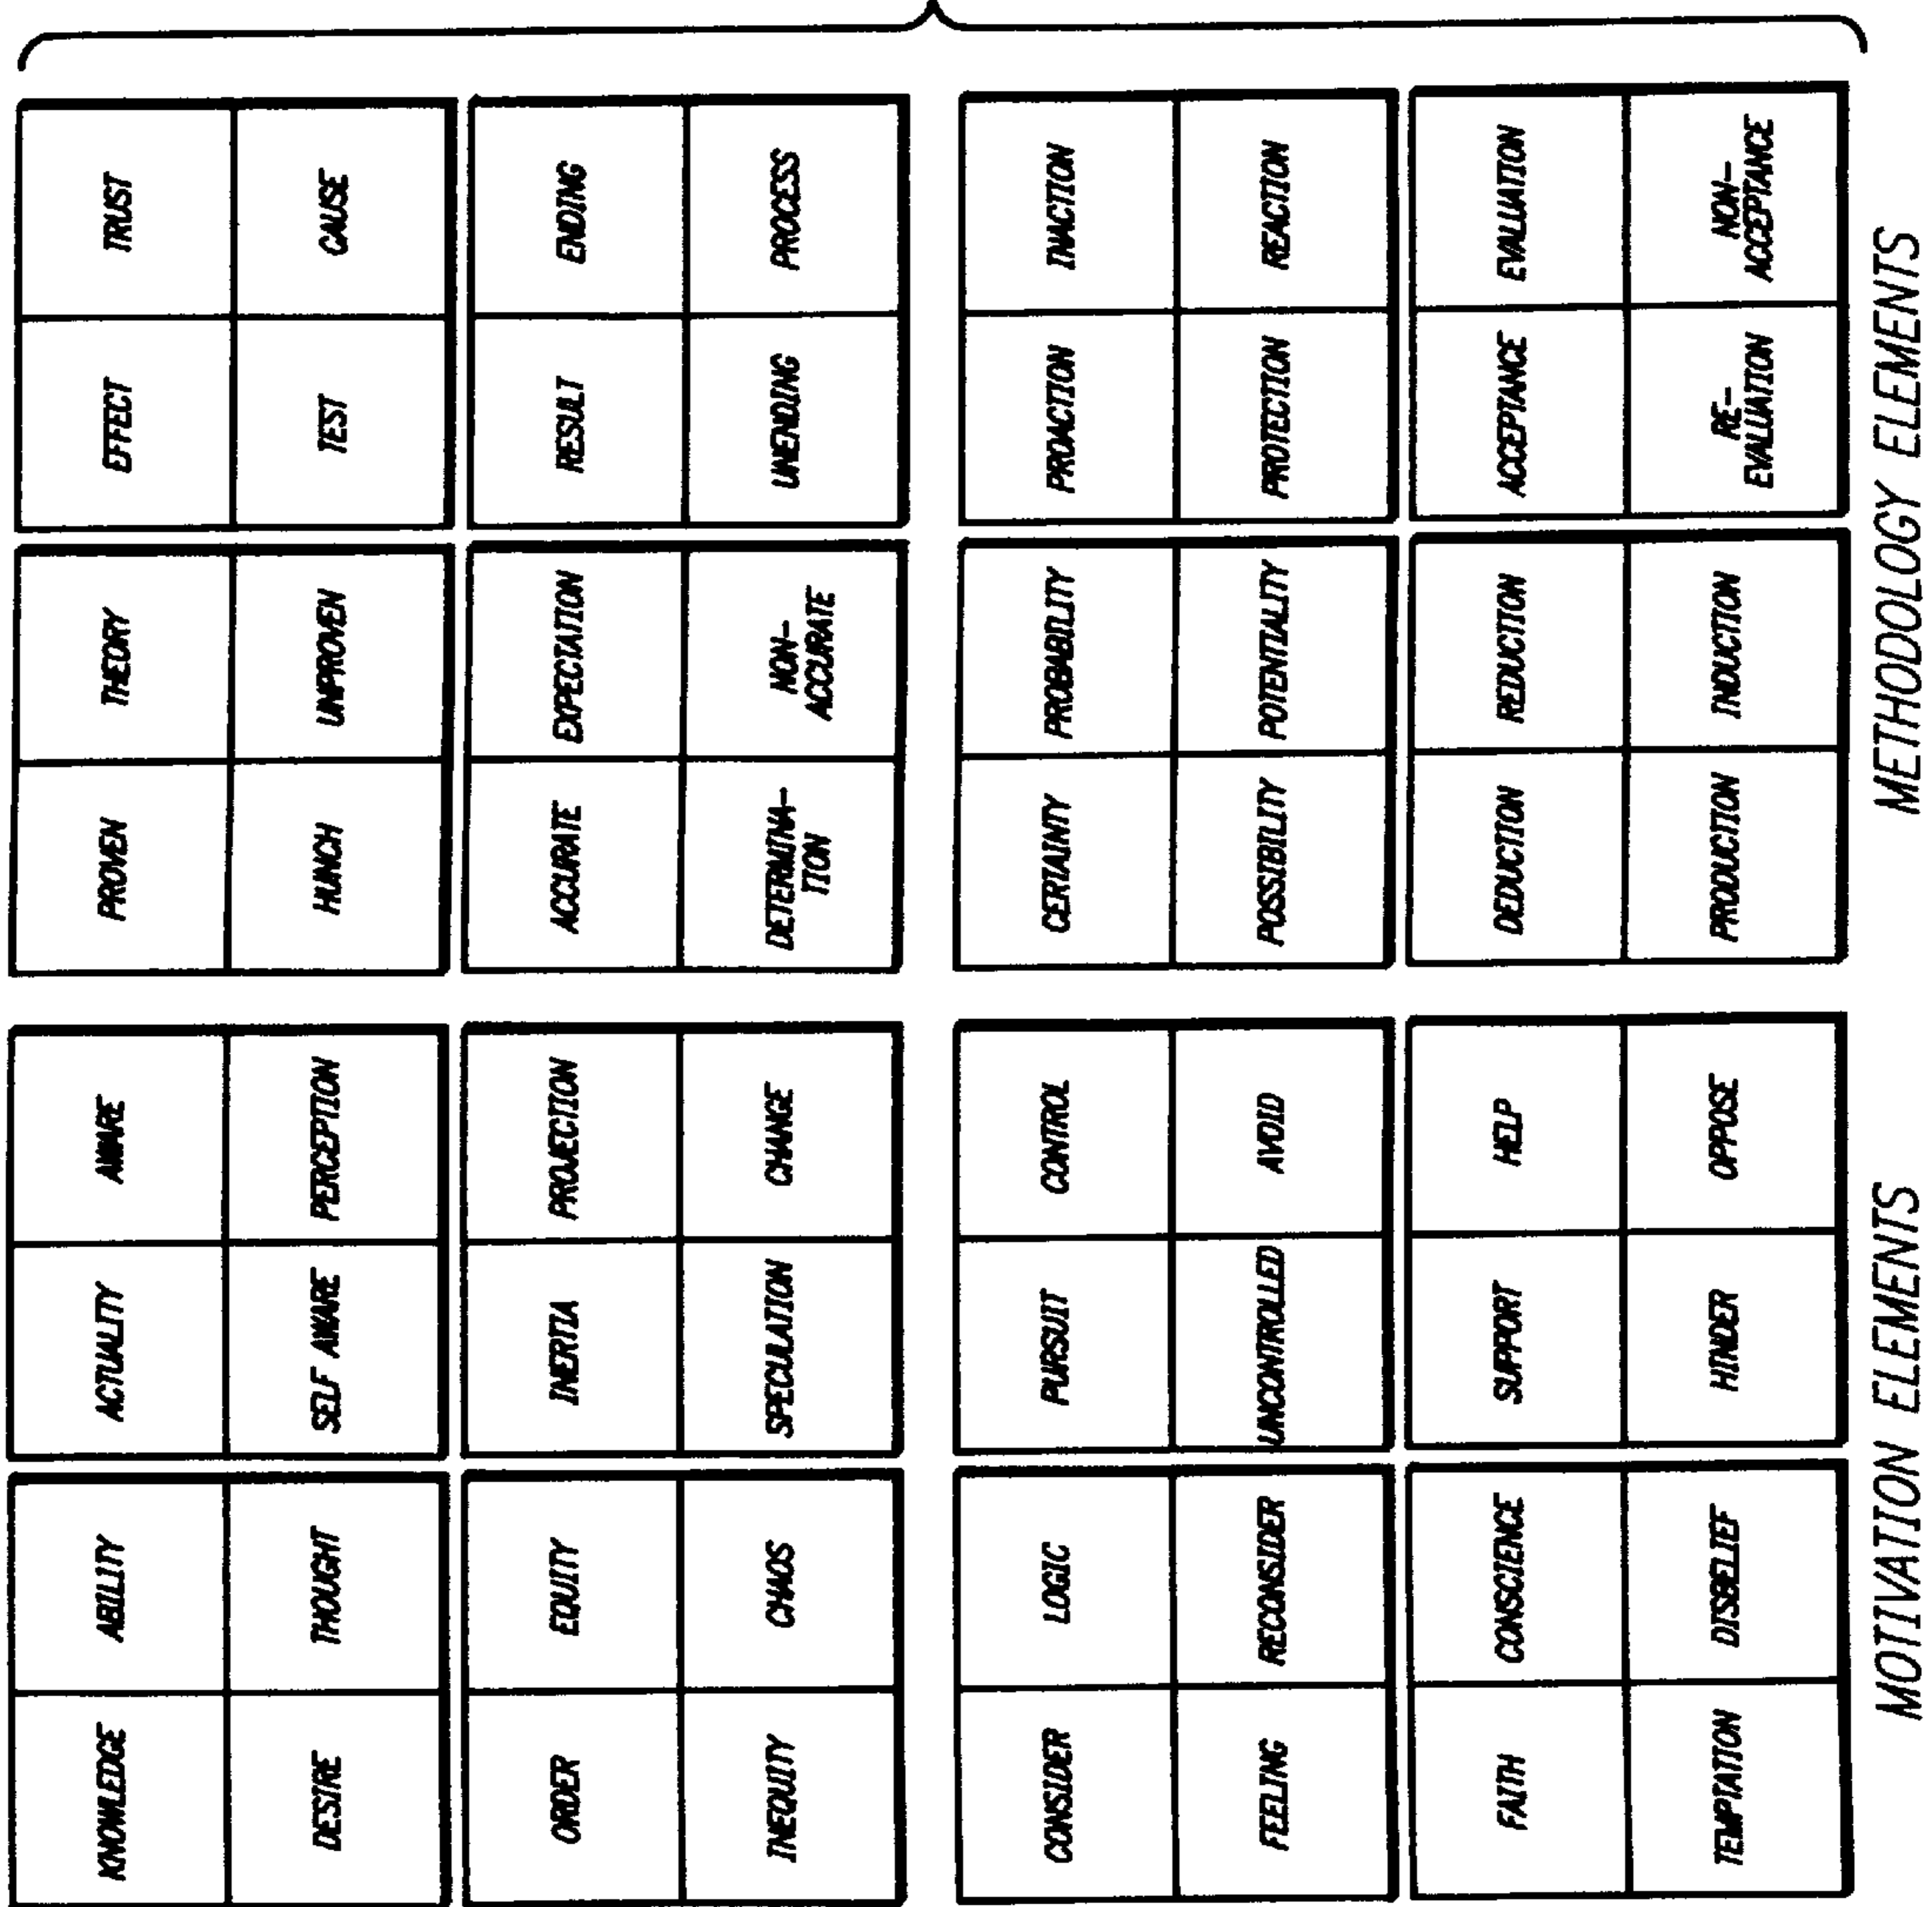 KNOWLEDGE
ABILITY
ACTUALITY
AWARE
PROVEN
THEORY
EFFECT
TRUST
DESIRE
THOUGHT
SELF AWARE
PERCEPTION
HUNCH
UNPROVEN
TEST
CAUSE
ORDER
EQUITY
INERTIA
PROJECTION
ACCURATE
EXPECTATION
RESULT
ENDING
INEQUITY
CHAOS
SPECULATION
CHANGE
DETERMINA-
TION
NON-
ACCURATE
UNENDING
PROCESS
CONSIDER
LOGIC
PURSUIT
CONTROL
CERTAINTY
PROBABILITY
PROACTION
INACTION
FEELING
RECONSIDER
UNCONTROLLED
AVOID
POSSIBILITY
POTENTIALITY
PROTECTION
REACTION
FAITH
CONSCIENCE
SUPPORT
HELP
DEDUCTION
REDUCTION
ACCEPTANCE
EVALUATION
TEMPTATION
DISBELIEF
HINDER
OPPOSE
PRODUCTION
INDUCTION
RE-
EVALUATION
NON-
ACCEPTANCE
MOTIVATION ELEMENTS
METHODOLOGY ELEMENTS